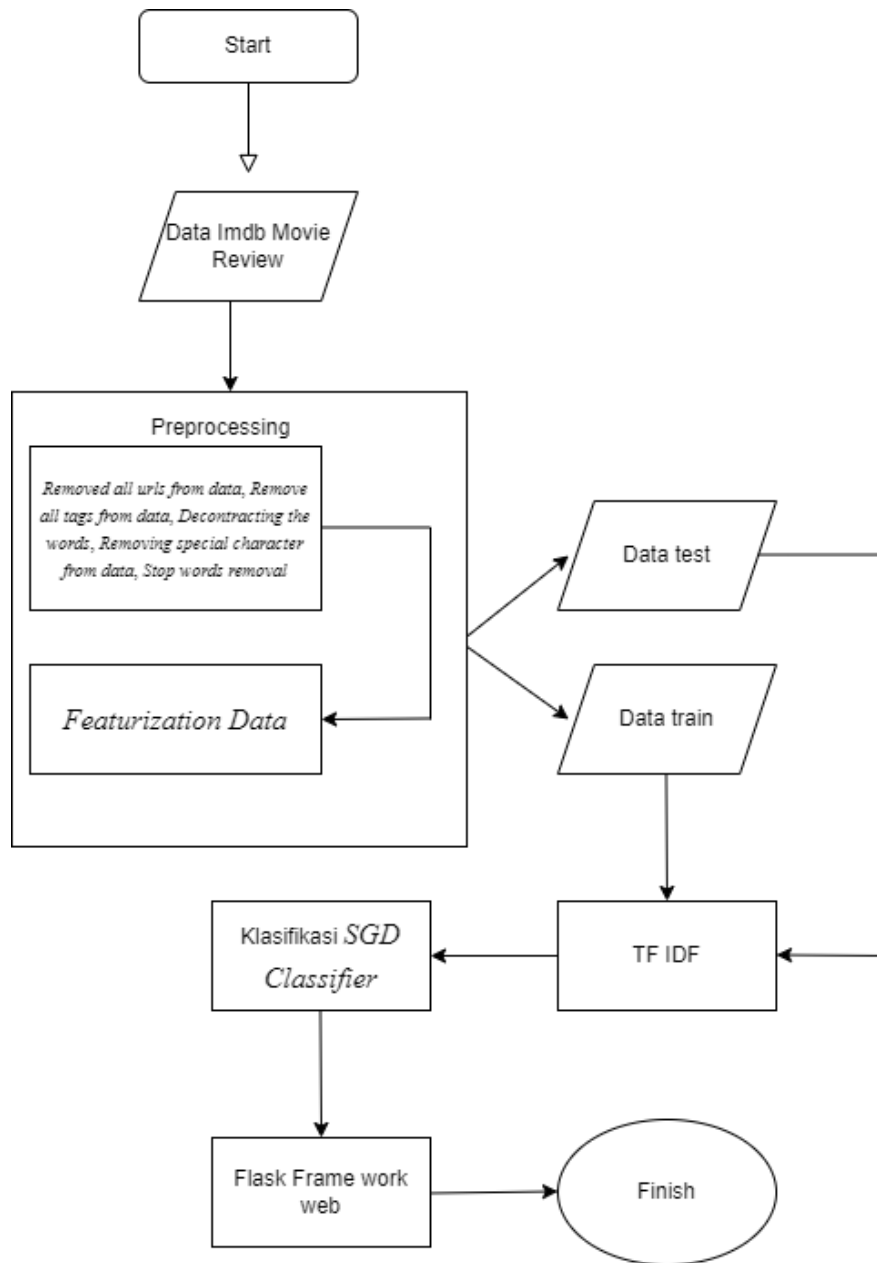 Start
Data Imdb Movie
Review
Preprocessing
Removed all urls from data, Remove
all tags from data, Decontracting the
words, Removing special character
from data, Stop words removal
Featurization Data
Data test
Data train
TF IDF
Klasifikasi SGD
Classifier
Flask Frame work
web
Finish